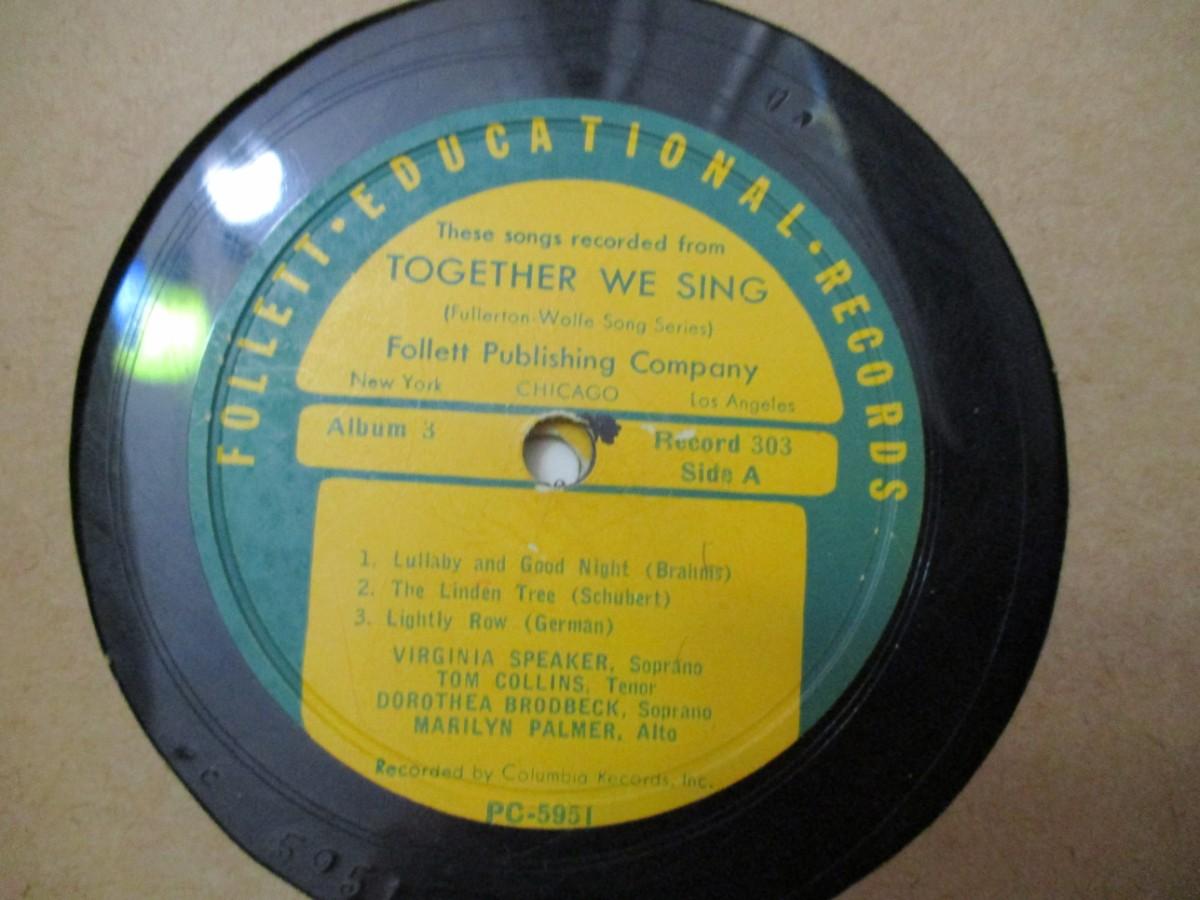 FOLLETT • EDUCATIONAL • RECORDS
These songs recorded from
TOGETHER WE SING
(Fullerton-Wolfe Song Series)
Follett Publishing Company
New York CHICAGO Los Angeles
Album 3 Record 303
Side A
1. Lullaby and Good Night (Brahms)
2. The Linden Tree (Schubert)
3. Lightly Row (German)
VIRGINIA SPEAKER, Soprano
TOM COLLINS, Tenor
DOROTHEA BRODBECK, Soprano
MARILYN PALMER, Alto
Recorded by Columbia Records, Inc.
PC-5951
5951